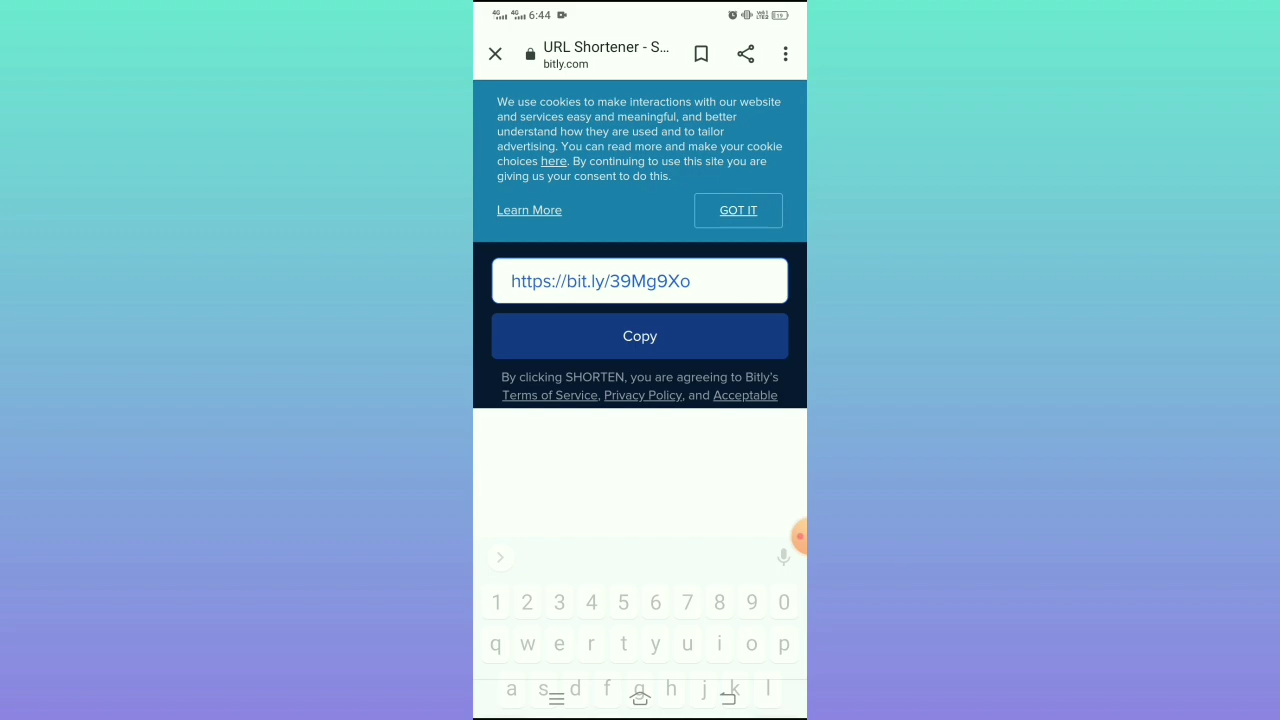 4G 4G 6:44 19
URL Shortener - S...
bitly.com
We use cookies to make interactions with our website
and services easy and meaningful, and better
understand how they are used and to tailor
advertising. You can read more and make your cookie
choices here. By continuing to use this site you are
giving us your consent to do this.
Learn More GOT IT
https://bit.ly/39Mg9Xo
Copy
By clicking SHORTEN, you are agreeing to Bitly's
Terms of Service, Privacy Policy, and Acceptable
1 2 3 4 5 6 7 8 9 0
q w e r t y u i o p
a s d f g h j k l